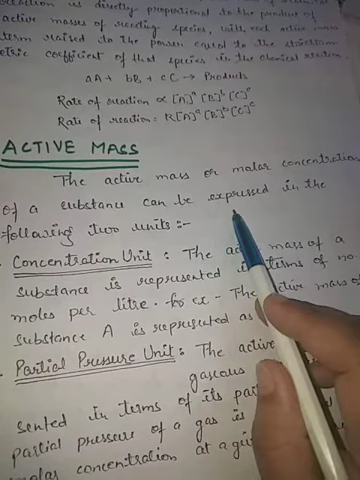 reaction is directly proportional to the product of
active masses of reacting species, with each active mass
term raised to the power equal to the stoichiom
etric coefficient of that species in the chemical reaction.
aA + bB + cC → Products
Rate of reaction ∝ [A]ᵃ [B]ᵇ [C]ᶜ
Rate of reaction = K[A]ᵃ [B]ᵇ [C]ᶜ
ACTIVE MASS
The active mass or molar concentration
of a substance can be expressed in the
following two units :-
Concentration Unit : The mass of a
substance is represented in terms of no.
moles per litre. for ex - The active mass of
substance A is represented as
Partial Pressure Unit : The active
gaseous
sented in terms of its
partial pressure of a gas is
molar concentration at a